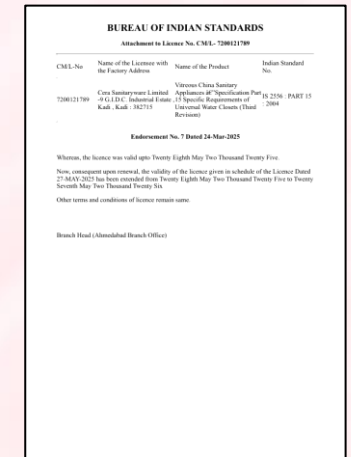 BUREAU OF INDIAN STANDARDS
Attachment to Licence No. CM/L- 7200121789
CM/L-No
Name of the Licensee with
the Factory Address
Name of the Product
Indian Standard
No.
7200121789
Cera Sanitaryware Limited
-9 G.I.D.C. Industrial Estate ,
Kadi , Kadi : 382715
Vitreous China Sanitary
Appliances â€"Specification Part
15 Specific Requirements of
Universal Water Closets (Third
Revision)
IS 2556 : PART 15
: 2004
Endorsement No. 7 Dated 24-Mar-2025
Whereas, the licence was valid upto Twenty Eighth May Two Thousand Twenty Five.
Now, consequent upon renewal, the validity of the licence given in schedule of the Licence Dated
27-MAY-2025 has been extended from Twenty Eighth May Two Thousand Twenty Five to Twenty
Seventh May Two Thousand Twenty Six
Other terms and conditions of licence remain same.
Branch Head (Ahmedabad Branch Office)